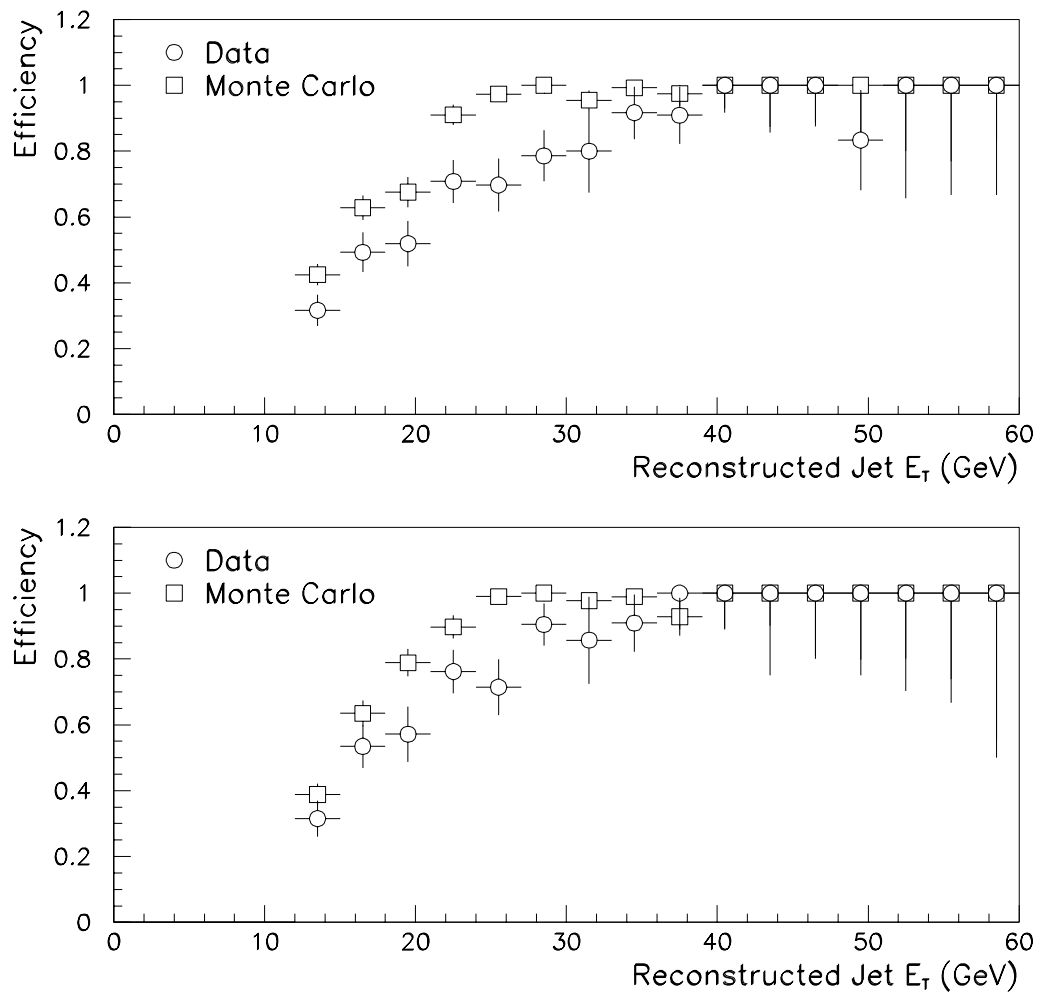 Efficiency
1.2
1
0.8
0.6
0.4
0.2
0
Data
Monte Carlo
0 10 20 30 40 50 60
Reconstructed Jet E_T (GeV)
Efficiency
1.2
1
0.8
0.6
0.4
0.2
0
Data
Monte Carlo
0 10 20 30 40 50 60
Reconstructed Jet E_T (GeV)